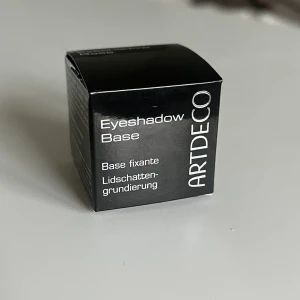 Eyeshadow
Base
Base fixante
Lidschatten-
grundierung
ARTDECO